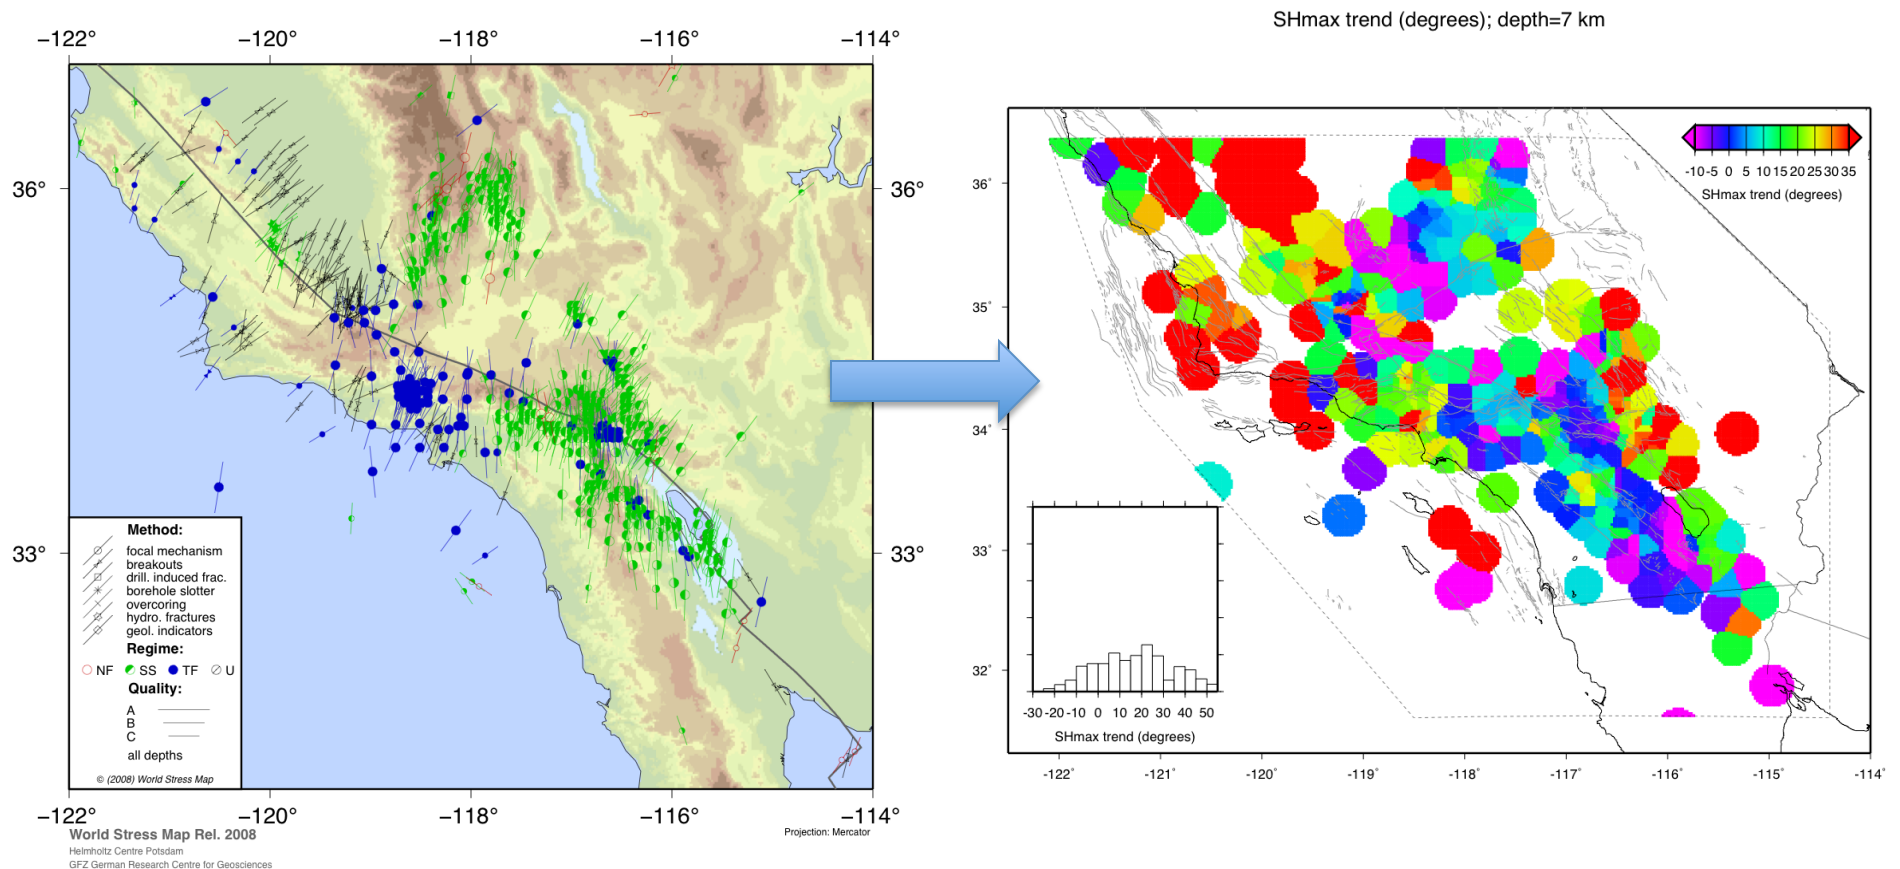 SHmax trend (degrees); depth=7 km
−122° −120° −118° −116° −114°
36° 36°
33° 33°
Method:
focal mechanism
breakouts
drill. induced frac.
borehole slotter
overcoring
hydro. fractures
geol. indicators
Regime:
NF SS TF U
Quality:
A
B
C
all depths
© (2008) World Stress Map
−122° −120° −118° −116° −114°
World Stress Map Rel. 2008
Projection: Mercator
Helmholtz Centre Potsdam
GFZ German Research Centre for Geosciences
-10 -5 0 5 10 15 20 25 30 35
SHmax trend (degrees)
36˚
35˚
34˚
33˚
32˚
-30 -20 -10 0 10 20 30 40 50
SHmax trend (degrees)
-122˚ -121˚ -120˚ -119˚ -118˚ -117˚ -116˚ -115˚ -114˚